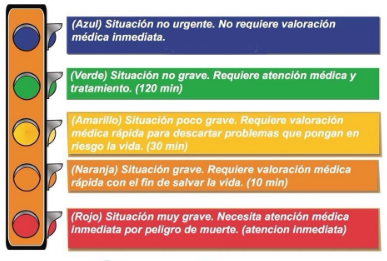 (Azul) Situación no urgente. No requiere valoración
médica inmediata.
(Verde) Situación no grave. Requiere atención médica y
tratamiento. (120 min)
(Amarillo) Situación poco grave. Requiere valoración
médica rápida para descartar problemas que pongan en
riesgo la vida. (30 min)
(Naranja) Situación grave. Requiere valoración médica
rápida con el fin de salvar la vida. (10 min)
(Rojo) Situación muy grave. Necesita atención médica
inmediata por peligro de muerte. (atencion inmediata)